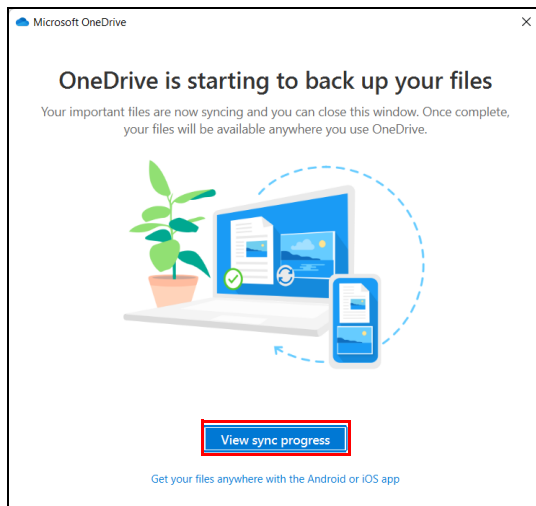 Microsoft OneDrive
OneDrive is starting to back up your files
Your important files are now syncing and you can close this window. Once complete,
your files will be available anywhere you use OneDrive.
View sync progress
Get your files anywhere with the Android or iOS app